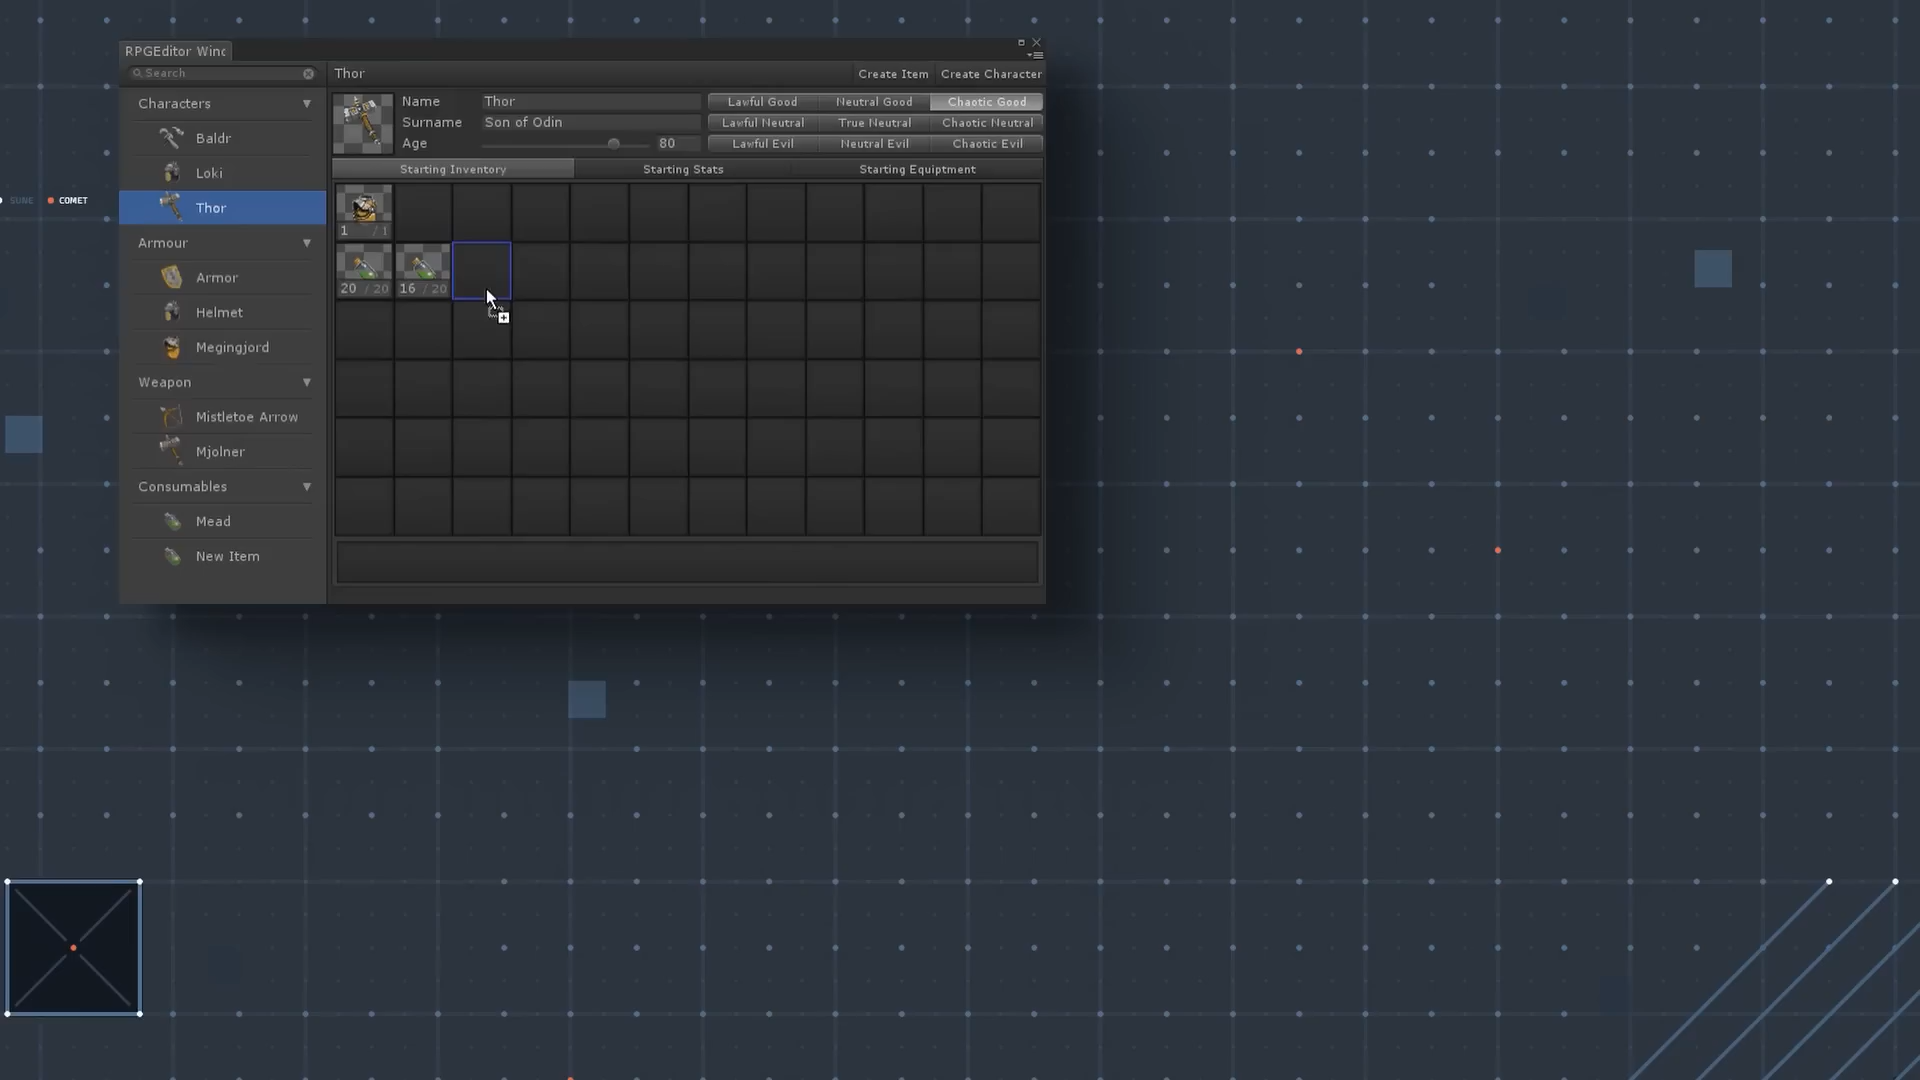 RPGEditor Winc
Search
Thor
Create Item
Create Character
Characters
Baldr
Loki
Thor
Armour
Armor
Helmet
Megingjord
Weapon
Mistletoe Arrow
Mjolner
Consumables
Mead
New Item
Name
Thor
Surname
Son of Odin
Age
80
Lawful Good
Neutral Good
Chaotic Good
Lawful Neutral
True Neutral
Chaotic Neutral
Lawful Evil
Neutral Evil
Chaotic Evil
Starting Inventory
Starting Stats
Starting Equiptment
1 / 1
20 / 20
16 / 20
COMET